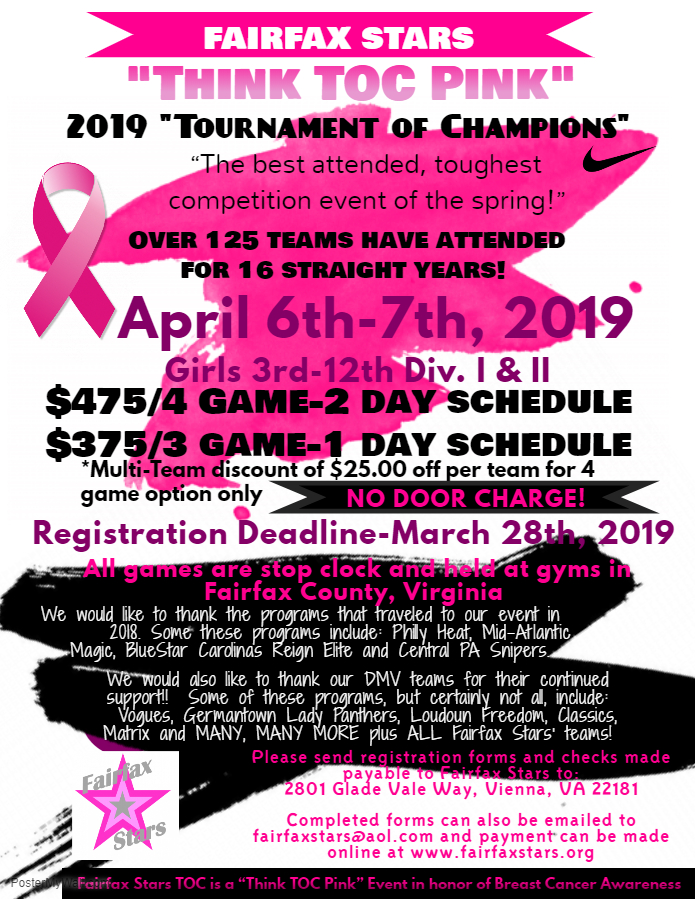 FAIRFAX STARS
"THINK TOC PINK"
2019 "TOURNAMENT OF CHAMPIONS"
“The best attended, toughest
competition event of the spring!”
OVER 125 TEAMS HAVE ATTENDED
FOR 16 STRAIGHT YEARS!
April 6th-7th, 2019
Girls 3rd-12th Div. I & II
$475/4 GAME-2 DAY SCHEDULE
$375/3 GAME-1 DAY SCHEDULE
*Multi-Team discount of $25.00 off per team for 4
game option only
NO DOOR CHARGE!
Registration Deadline-March 28th, 2019
All games are stop clock and held at gyms in
Fairfax County, Virginia
We would like to thank the programs that traveled to our event in
2018. Some these programs include: Philly Heat, Mid-Atlantic
Magic, BlueStar Cardinals Reign Elite and Central PA Snipers
We would also like to thank our DMV teams for their continued
support!! Some of these programs, but certainly not all, include:
Vogues, Germantown Lady Panthers, Loudoun Freedom, Classics,
Matrix and MANY, MANY MORE plus ALL Fairfax Stars' teams!
Fairfax
Stars
Please send registration forms and checks made
payable to Fairfax Stars to:
2801 Glade Vale Way, Vienna, VA 22181
Completed forms can also be emailed to
fairfaxstars@aol.com and payment can be made
online at www.fairfaxstars.org
Fairfax Stars TOC is a “Think TOC Pink” Event in honor of Breast Cancer Awareness